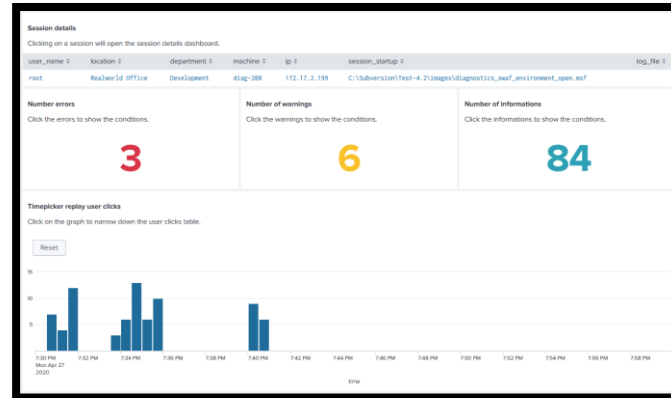 Session details
Clicking on a session will open the session details dashboard.
user_name location department machine ip session_startup log_file
root Realworld Office Development diag-200 172.17.2.199 C:\Subversion\Test-4.2\images\diagnostics_swaf_environment_open.msf
Number errors Number of warnings Number of informations
Click the errors to show the conditions. Click the warnings to show the conditions. Click the informations to show the conditions.
3 6 84
Timepicker replay user clicks
Click on the graph to narrow down the user clicks table.
Reset
15
10
5
7:30 PM 7:32 PM 7:34 PM 7:36 PM 7:38 PM 7:40 PM 7:42 PM 7:44 PM 7:46 PM 7:48 PM 7:50 PM 7:52 PM 7:54 PM 7:56 PM 7:58 PM
Mon Apr 27
2020
time